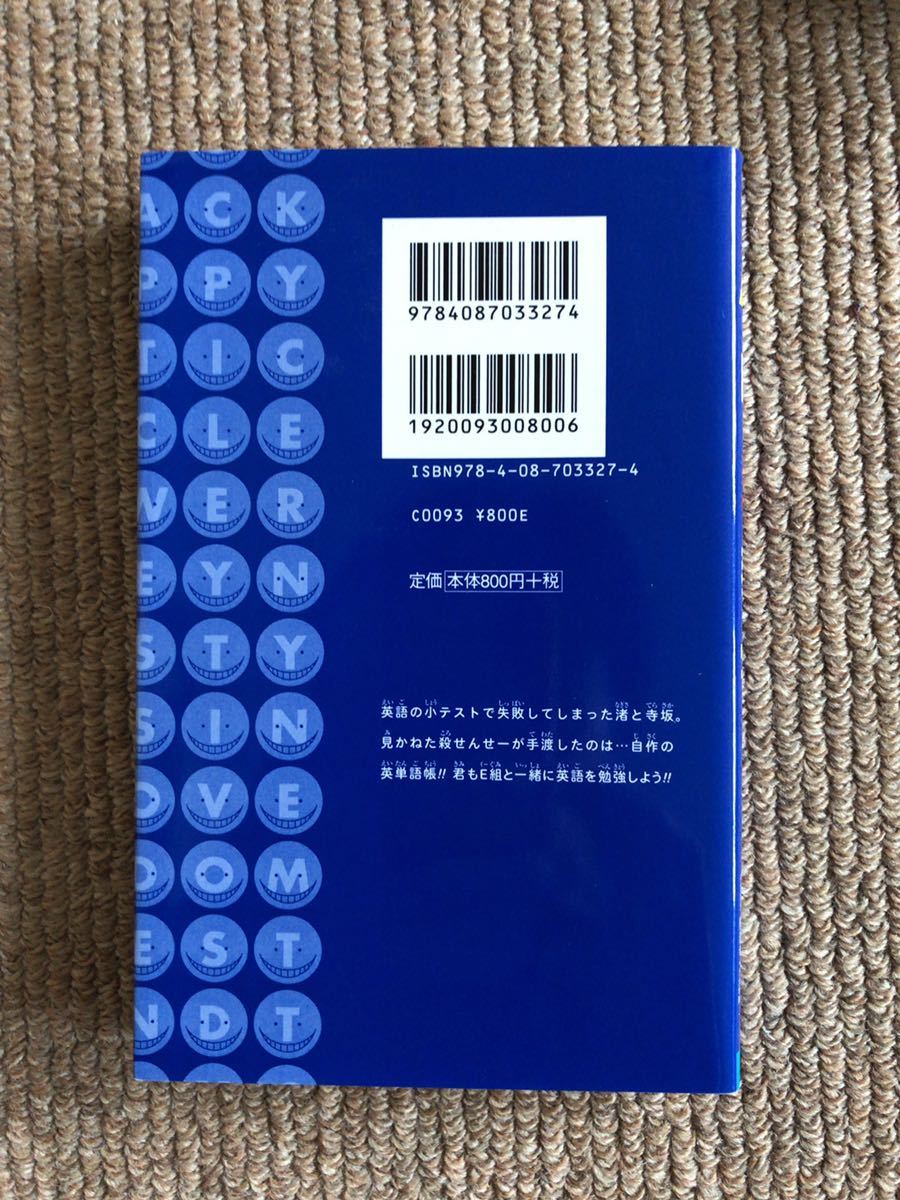 ACK
PPY
TIC
CLE
VER
EYN
STY
SIN
OVE
OOM
EST
NDT
9784087033274
1920093008006
ISBN978-4-08-703327-4
C0093 ¥800E
定価 本体800円+税
英語の小テストで失敗してしまった渚と寺坂。
見かねた殺せんせーが手渡したのは…自作の
英単語帳!! 君もE組と一緒に英語を勉強しよう!!